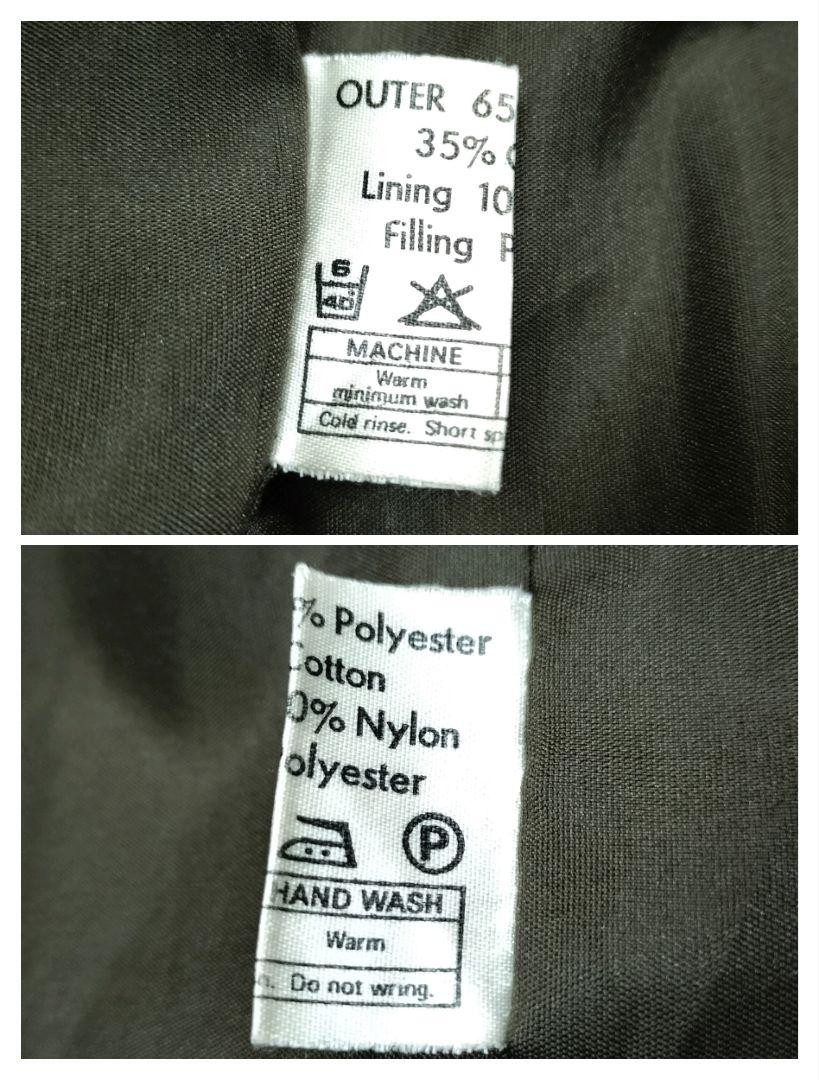 OUTER 65
35%
Lining 10
Filling P
6
40°
MACHINE
Warm
minimum wash
Cold rinse. Short sp
% Polyester
Cotton
0% Nylon
olyester
P
HAND WASH
Warm
n. Do not wring.